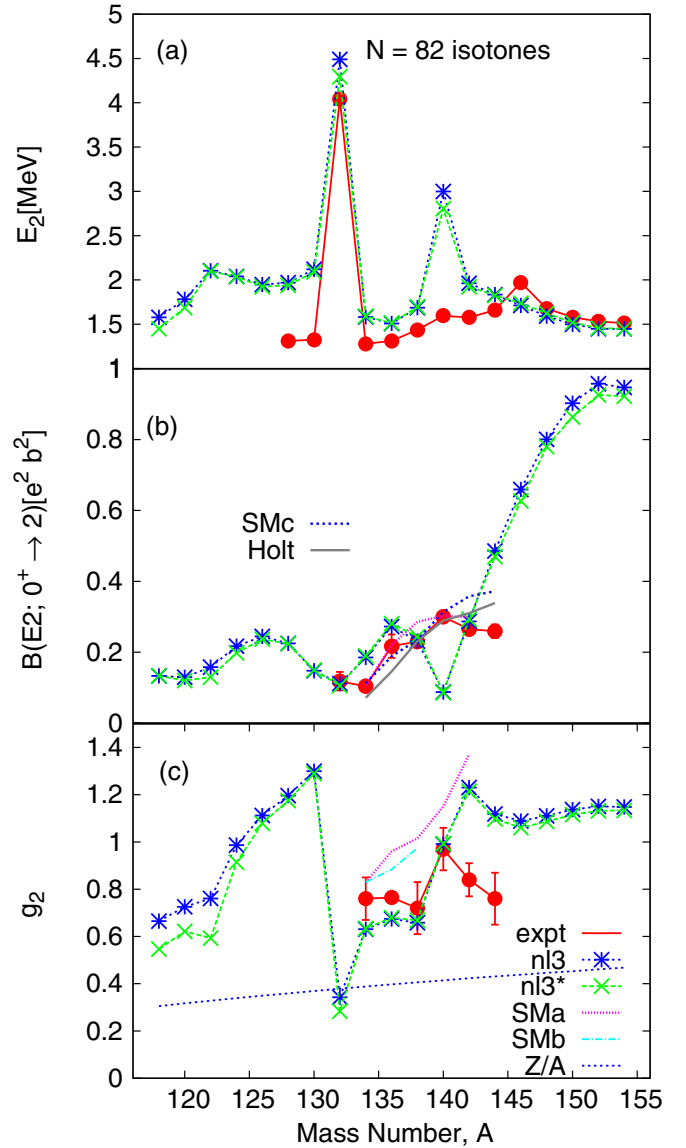 (a)
N = 82 isotones
E2[MeV]
5
4.5
4
3.5
3
2.5
2
1.5
1
(b)
B(E2; 0+ → 2)[e2 b2]
0.8
0.6
0.4
0.2
0
SMc
Holt
(c)
g2
1.4
1.2
1
0.8
0.6
0.4
0.2
0
expt
nl3
nl3*
SMa
SMb
Z/A
120 125 130 135 140 145 150 155
Mass Number, A